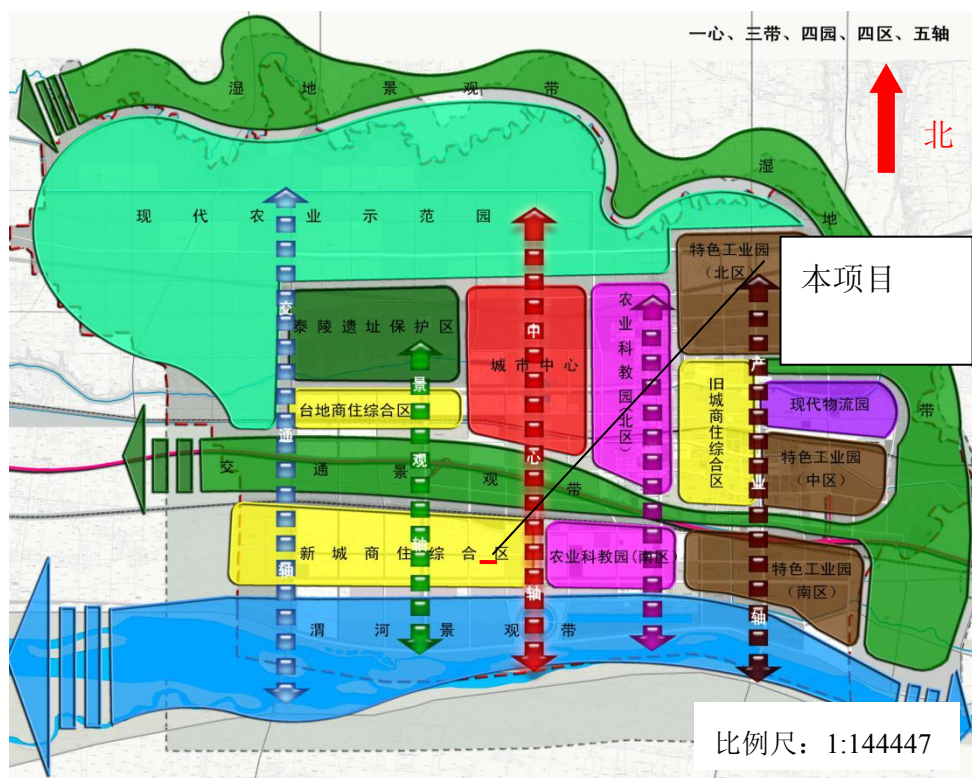 一心、三带、四园、四区、五轴
北
湿地景观带
湿地
带
现代农业示范园
特色工业园
（北区）
本项目
泰陵遗址保护区
城市中心
农业科教园（北区）
台地商住综合区
旧城商住综合区
现代物流园
特色工业园
（中区）
交通景观带
新城商住综合区
农业科教园（南区）
特色工业园
（南区）
渭河景观带
交通轴
景观轴
中心轴
产业轴
比例尺：1:144447